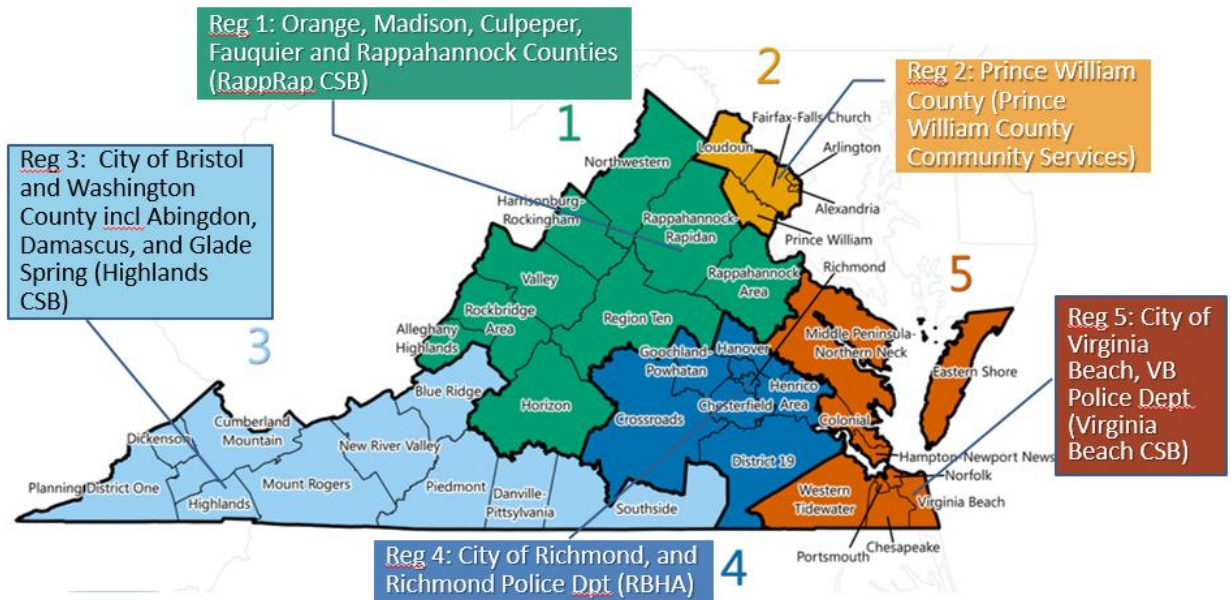 Reg 1: Orange, Madison, Culpeper,
Fauquier and Rappahannock Counties
(RappRap CSB)
2
Reg 2: Prince William
County (Prince
William County
Community Services)
1
Reg 3: City of Bristol
and Washington
County incl Abingdon,
Damascus, and Glade
Spring (Highlands
CSB)
3
Fairfax-Falls Church
Loudoun
Arlington
Northwestern
Alexandria
Harrisonburg-
Rockingham
Rappahannock-
Rapidan
Prince William
Richmond
Valley
Rappahannock
Area
5
Rockbridge
Area
Region Ten
Alleghany
Highlands
Middle Peninsula-
Northern Neck
Goochland-
Powhatan
Hanover
Eastern Shore
Reg 5: City of
Virginia
Beach, VB
Police Dept
(Virginia
Beach CSB)
Blue Ridge
Horizon
Crossroads
Chesterfield
Henrico
Area
Colonial
Cumberland
Mountain
Dickenson
New River Valley
District 19
Hampton-Newport News
Norfolk
Planning District One
Highlands
Mount Rogers
Piedmont
Danville-
Pittsylvania
Southside
Western
Tidewater
Virginia Beach
Portsmouth
Chesapeake
Reg 4: City of Richmond, and
Richmond Police Dpt (RBHA)
4